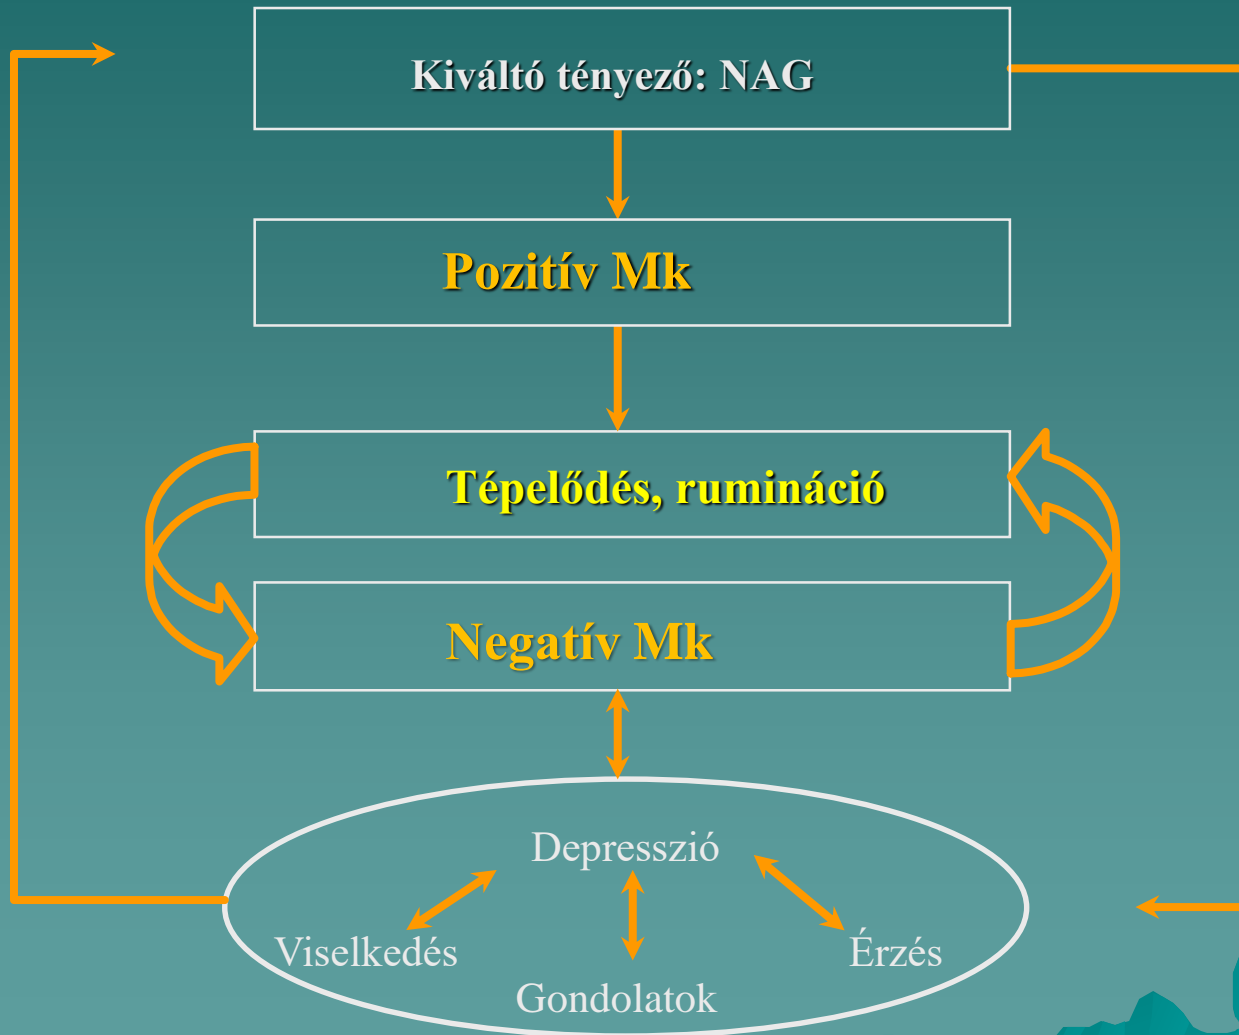 Kiváltó tényező: NAG
Pozitív Mk
Tépelődés, rumináció
Negatív Mk
Depresszió
Viselkedés
Érzés
Gondolatok